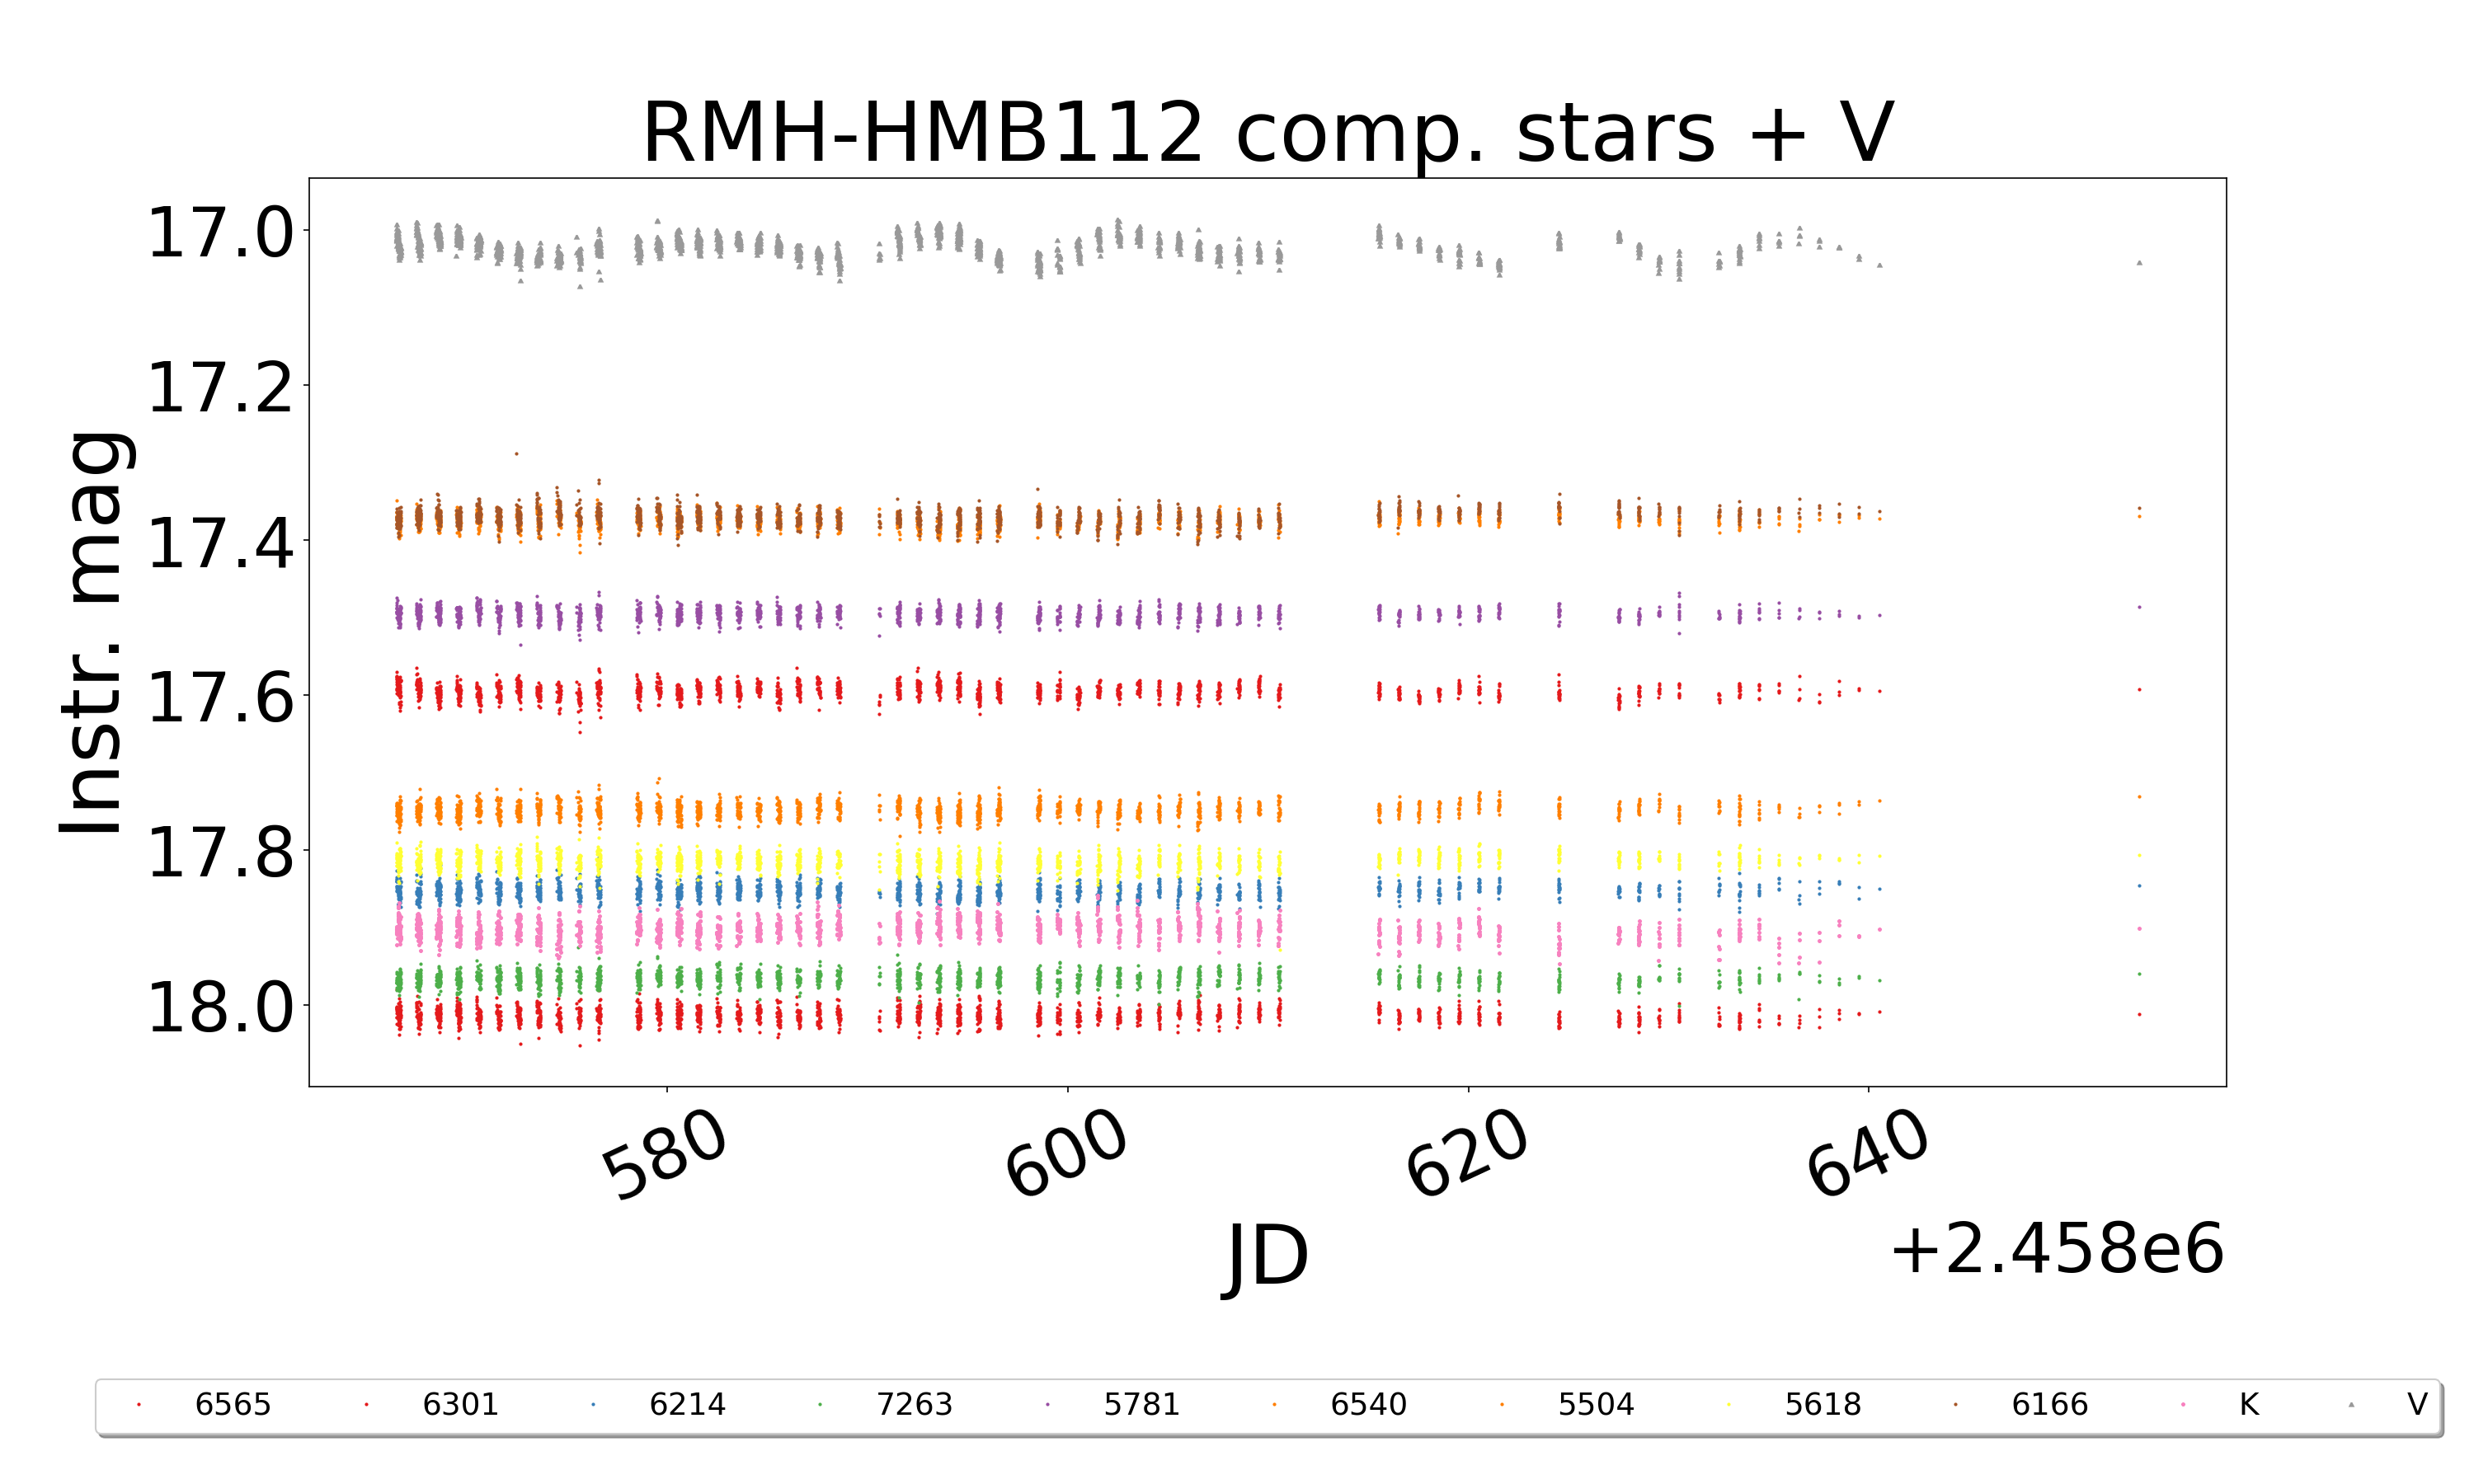 RMH-HMB112 comp. stars + V
Instr. mag
17.0
17.2
17.4
17.6
17.8
18.0
580
600
620
640
JD
+2.458e6
6565 6301 6214 7263 5781 6540 5504 5618 6166 K V